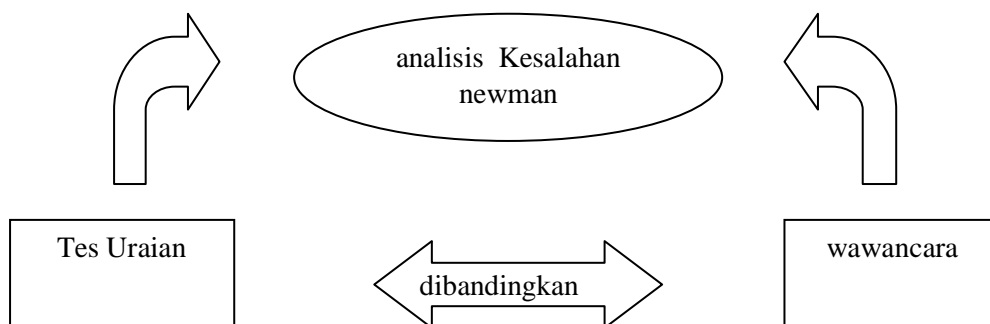 analisis Kesalahan
newman
Tes Uraian
dibandingkan
wawancara